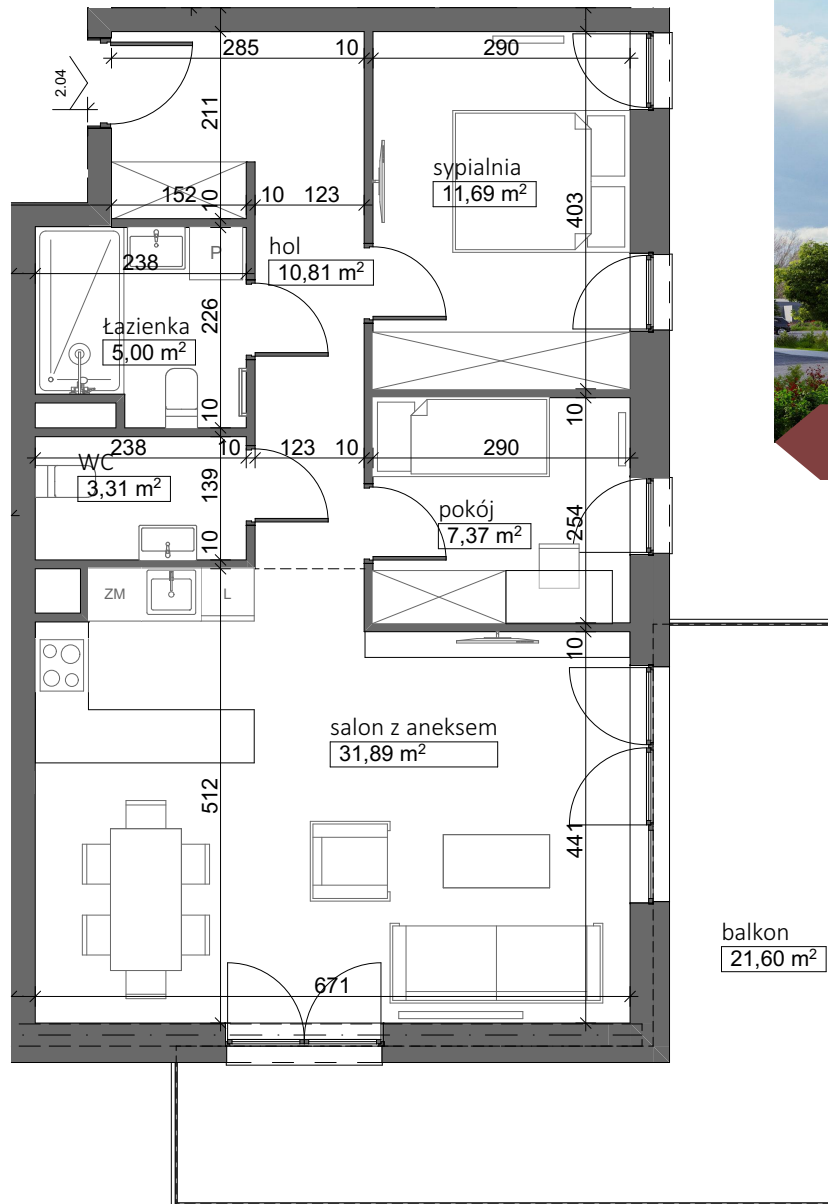 285 10 290
2.04
211
sypialnia
11,69 m²
152 10 10 123
403
hol
10,81 m²
238
P
226
Łazienka
5,00 m²
10
10
238 10 123 10 290
WC
3,31 m²
139
pokój
7,37 m²
254
10
ZM
L
10
salon z aneksem
31,89 m²
512
441
balkon
21,60 m²
671